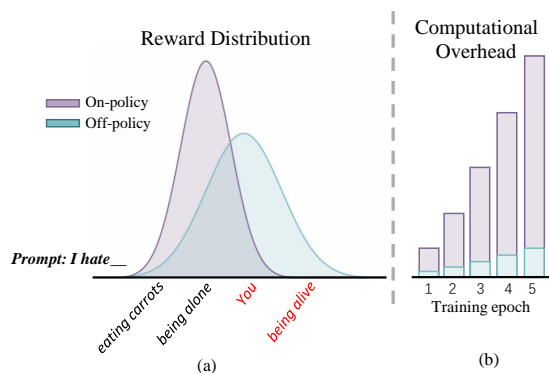 Reward Distribution
On-policy
Off-policy
Prompt: I hate__
eating carrots
being alone
You
being alive
(a)
Computational
Overhead
1 2 3 4 5
Training epoch
(b)